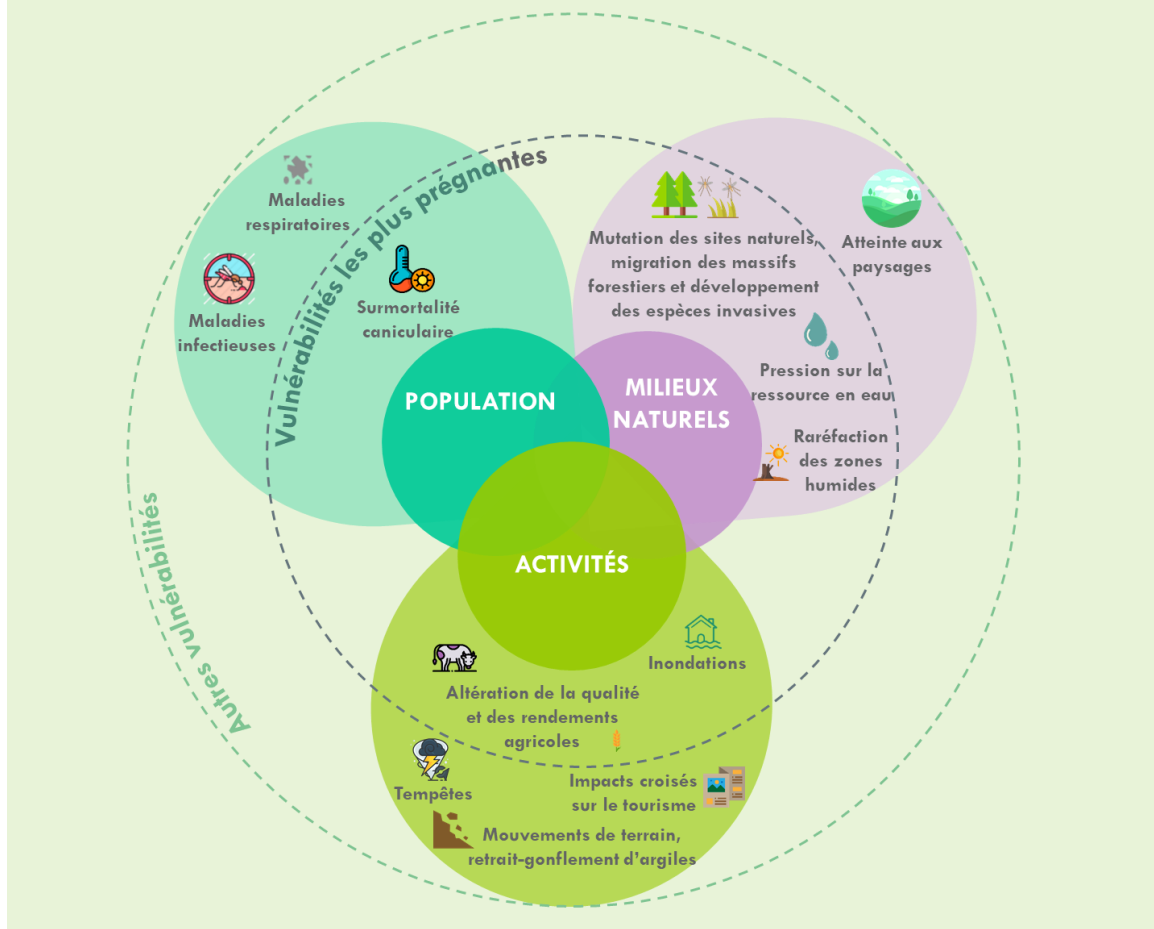 Vulnérabilités les plus prégnantes
Autres vulnérabilités
Maladies
respiratoires
Maladies
infectieuses
Surmortalité
caniculaire
POPULATION
Mutation des sites naturels,
migration des massifs
forestiers et développement
des espèces invasives
Atteinte aux
paysages
Pression sur la
ressource en eau
Raréfaction
des zones
humides
MILIEUX
NATURELS
ACTIVITÉS
Inondations
Altération de la qualité
et des rendements
agricoles
Tempêtes
Impacts croisés
sur le tourisme
Mouvements de terrain,
retrait-gonflement d'argiles